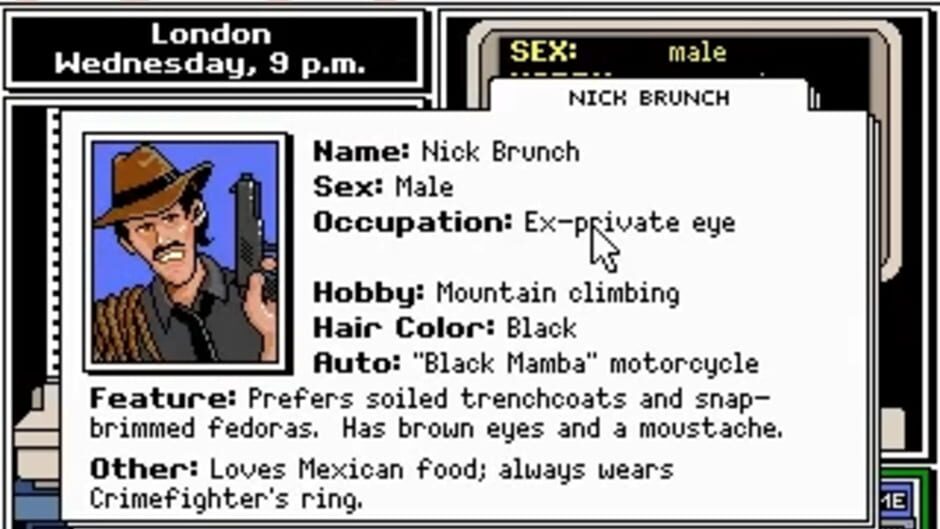 London
Wednesday, 9 p.m.
SEX: male
NICK BRUNCH
Name: Nick Brunch
Sex: Male
Occupation: Ex-private eye
Hobby: Mountain climbing
Hair Color: Black
Auto: "Black Mamba" motorcycle
Feature: Prefers soiled trenchcoats and snap-
brimmed fedoras. Has brown eyes and a moustache.
Other: Loves Mexican food; always wears
Crimefighter's ring.
ME